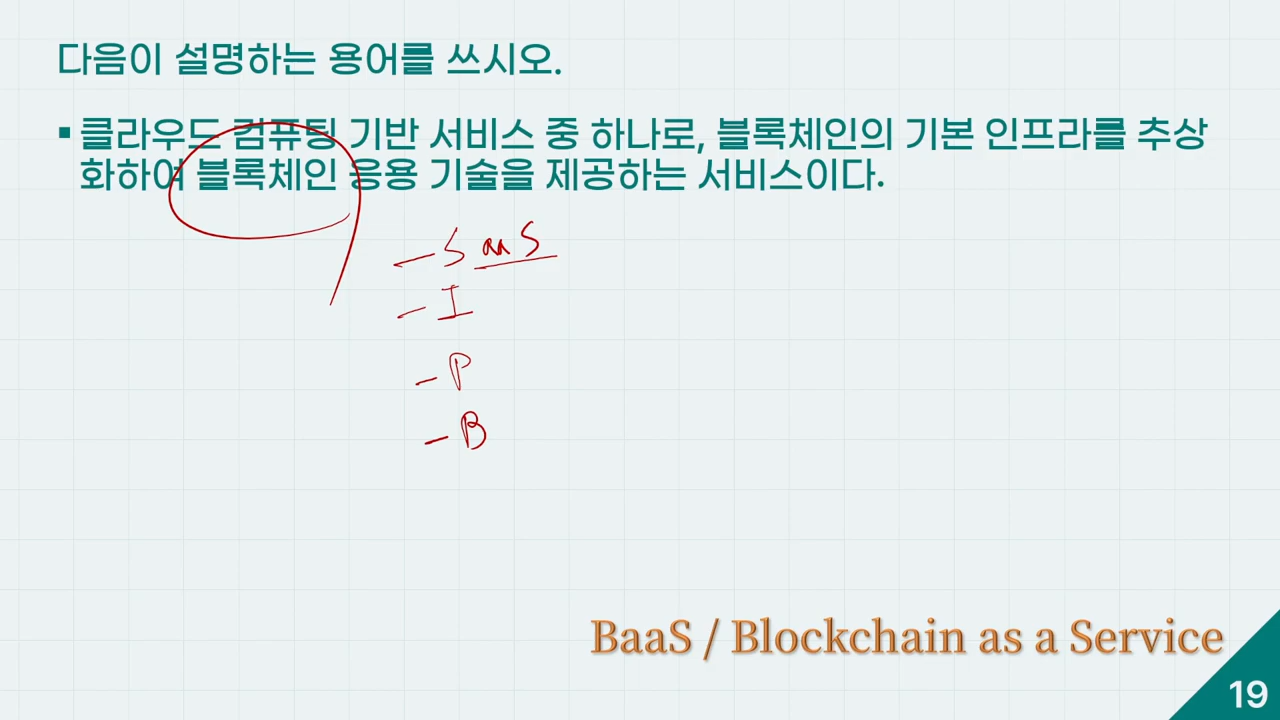 다음이 설명하는 용어를 쓰시오.
▪ 클라우드 컴퓨팅 기반 서비스 중 하나로, 블록체인의 기본 인프라를 추상
화하여 블록체인 응용 기술을 제공하는 서비스이다.
- SaaS
- I
- P
- B
BaaS / Blockchain as a Service
19